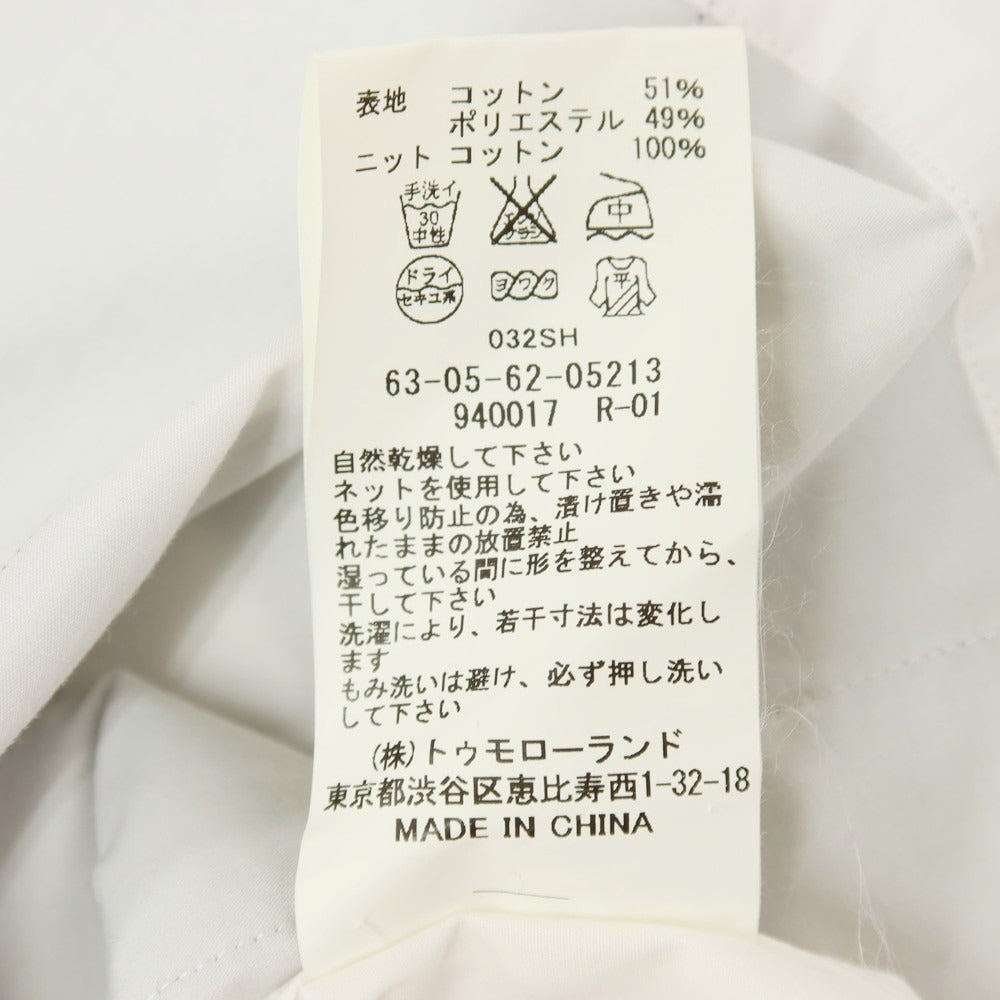 表地 コットン 51%
ポリエステル 49%
ニット コットン 100%
手洗イ
30
中性
エンソ
サラシ
中
ドライ
セキユ系
ヨワク
平
032SH
63-05-62-05213
940017 R-01
自然乾燥して下さい
ネットを使用して下さい
色移り防止の為、漬け置きや濡
れたままの放置禁止
湿っている間に形を整えてから、
干して下さい
洗濯により、若干寸法は変化し
ます
もみ洗いは避け、必ず押し洗い
して下さい
(株)トゥモローランド
東京都渋谷区恵比寿西1-32-18
MADE IN CHINA